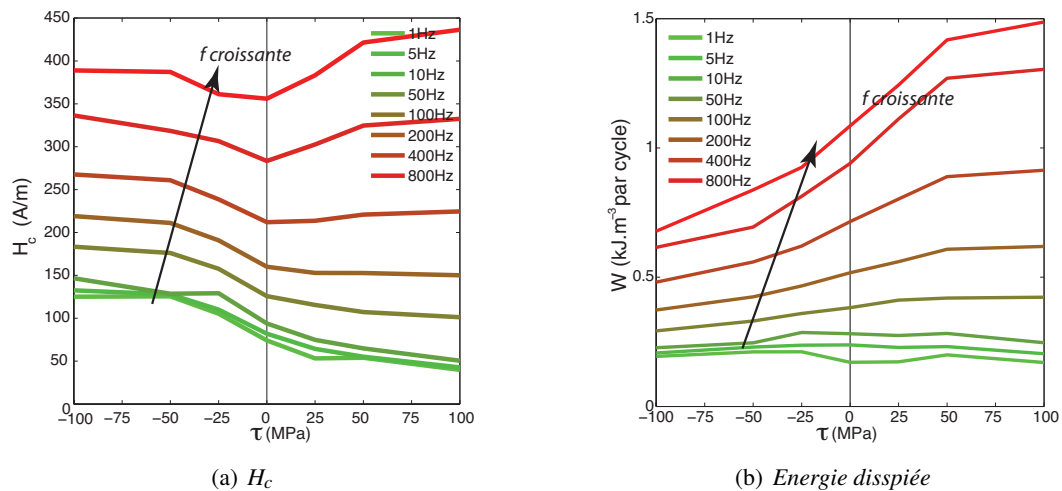 450
400
350
300
250
200
150
100
50
0
H_c (A/m)
f croissante
1Hz
5Hz
10Hz
50Hz
100Hz
200Hz
400Hz
800Hz
−100 −75 −50 −25 0 25 50 75 100
τ (MPa)
(a) H_c
1.5
1
0.5
0
W (kJ.m⁻³ par cycle)
1Hz
5Hz
10Hz
50Hz
100Hz
200Hz
400Hz
800Hz
f croissante
−100 −75 −50 −25 0 25 50 75 100
τ (MPa)
(b) Energie disspiée